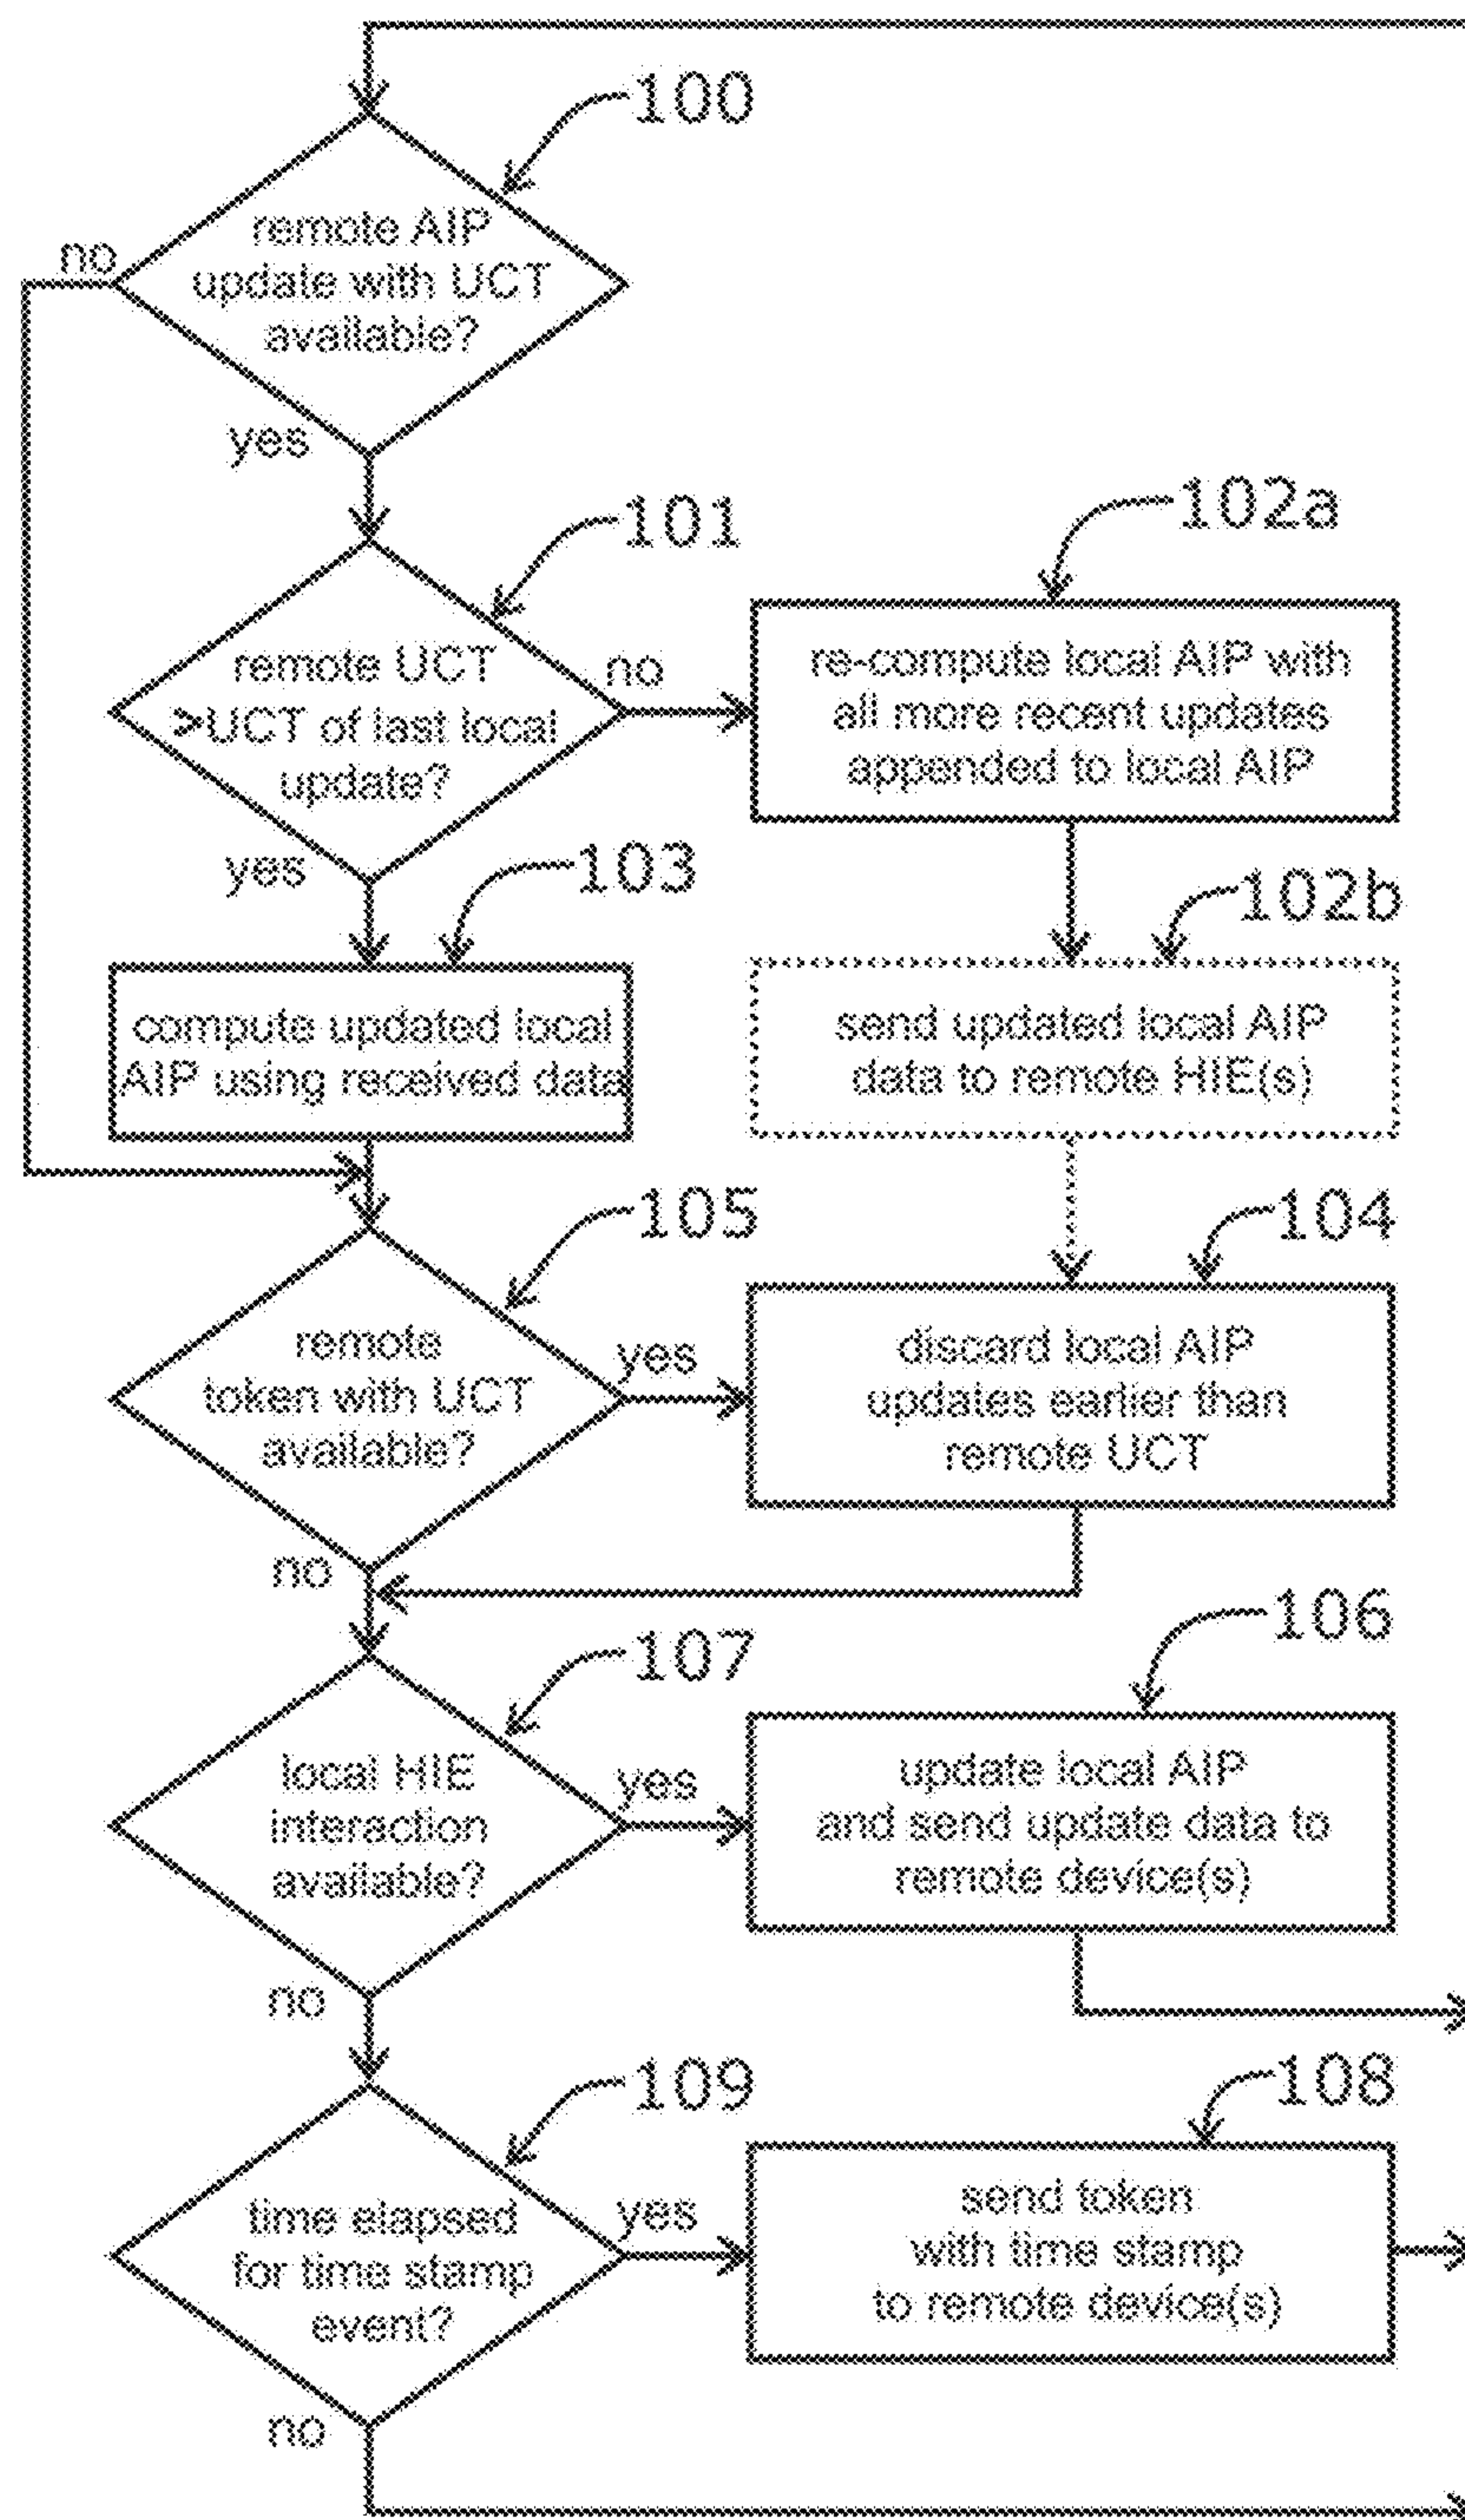 100
remote AIP
update with UCT
available?
no
yes
101
remote UCT
>UCT of last local
update?
no
yes
102a
re-compute local AIP with
all more recent updates
appended to local AIP
103
compute updated local
AIP using received data
102b
send updated local AIP
data to remote HIE(s)
105
remote
token with UCT
available?
yes
no
104
discard local AIP
updates earlier than
remote UCT
107
local HIE
interaction
available?
yes
no
106
update local AIP
and send update data to
remote device(s)
109
time elapsed
for time stamp
event?
yes
no
108
send token
with time stamp
to remote device(s)